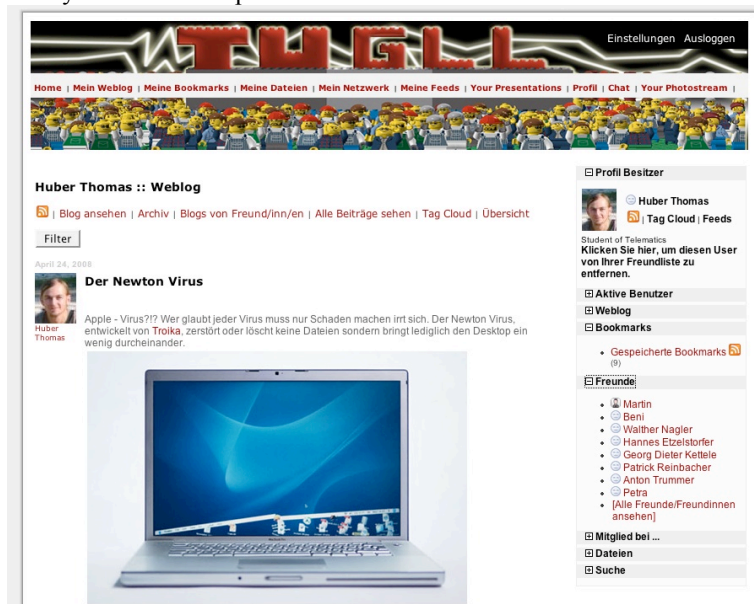 TUGLL
Einstellungen Ausloggen
Home | Mein Weblog | Meine Bookmarks | Meine Dateien | Mein Netzwerk | Meine Feeds | Your Presentations | Profil | Chat | Your Photostream |
Huber Thomas :: Weblog
| Blog ansehen | Archiv | Blogs von Freund/inn/en | Alle Beiträge sehen | Tag Cloud | Übersicht
Filter
April 24, 2008
Huber
Thomas
Der Newton Virus
Apple - Virus?!? Wer glaubt jeder Virus muss nur Schaden machen irrt sich. Der Newton Virus,
entwickelt von Troika, zerstört oder löscht keine Dateien sondern bringt lediglich den Desktop ein
wenig durcheinander.
Profil Besitzer
Huber Thomas
| Tag Cloud | Feeds
Student of Telematics
Klicken Sie hier, um diesen User
von Ihrer Freundliste zu
entfernen.
Aktive Benutzer
Weblog
Bookmarks
Gespeicherte Bookmarks
(9)
Freunde
Martin
Beni
Walther Nagler
Hannes Etzelstorfer
Georg Dieter Kettele
Patrick Reinbacher
Anton Trummer
Petra
[Alle Freunde/Freundinnen
ansehen]
Mitglied bei ...
Dateien
Suche